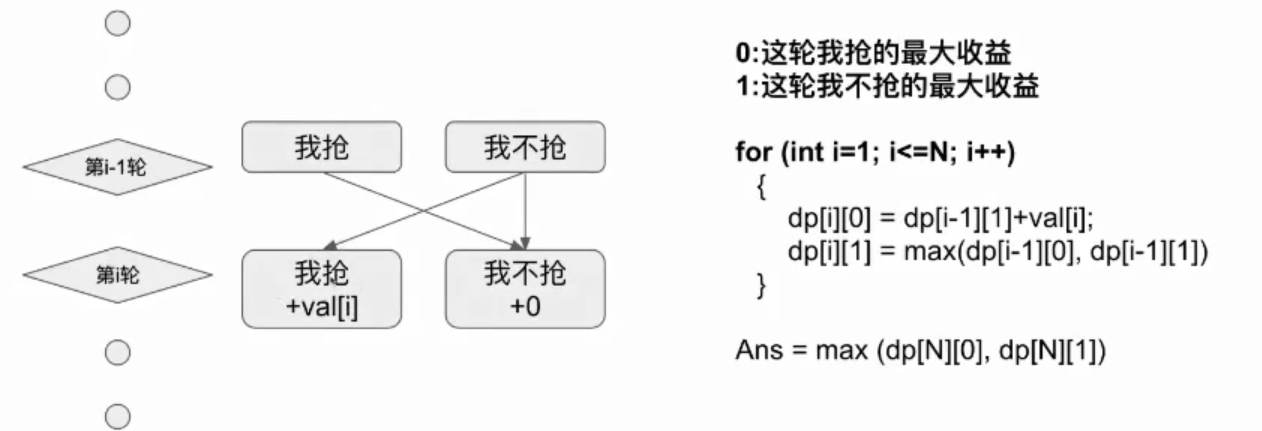 第i-1轮
我抢
我不抢
第i轮
我抢
+val[i]
我不抢
+0
0:这轮我抢的最大收益
1:这轮我不抢的最大收益
for (int i=1; i<=N; i++)
{
dp[i][0] = dp[i-1][1]+val[i];
dp[i][1] = max(dp[i-1][0], dp[i-1][1])
}
Ans = max (dp[N][0], dp[N][1])